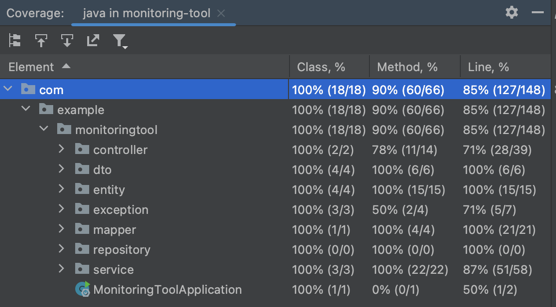 Coverage: java in monitoring-tool
Element Class, % Method, % Line, %
com 100% (18/18) 90% (60/66) 85% (127/148)
example 100% (18/18) 90% (60/66) 85% (127/148)
monitoringtool 100% (18/18) 90% (60/66) 85% (127/148)
controller 100% (2/2) 78% (11/14) 71% (28/39)
dto 100% (4/4) 100% (6/6) 100% (6/6)
entity 100% (4/4) 100% (15/15) 100% (15/15)
exception 100% (3/3) 50% (2/4) 71% (5/7)
mapper 100% (1/1) 100% (4/4) 100% (21/21)
repository 100% (0/0) 100% (0/0) 100% (0/0)
service 100% (3/3) 100% (22/22) 87% (51/58)
MonitoringToolApplication 100% (1/1) 0% (0/1) 50% (1/2)